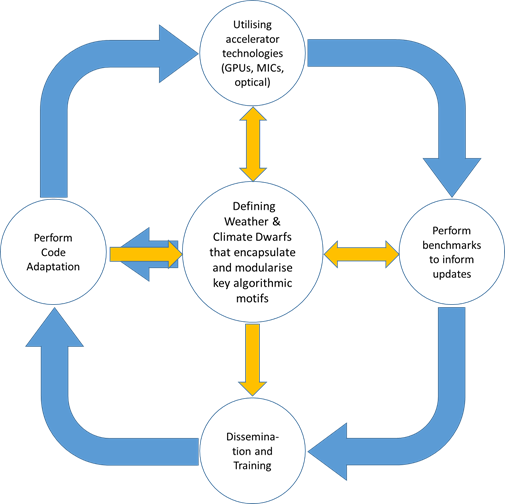 Utilising
accelerator
technologies
(GPUs, MICs,
optical)
Perform
Code
Adaptation
Defining
Weather &
Climate Dwarfs
that encapsulate
and modularise
key algorithmic
motifs
Perform
benchmarks
to inform
updates
Dissemina-
tion and
Training